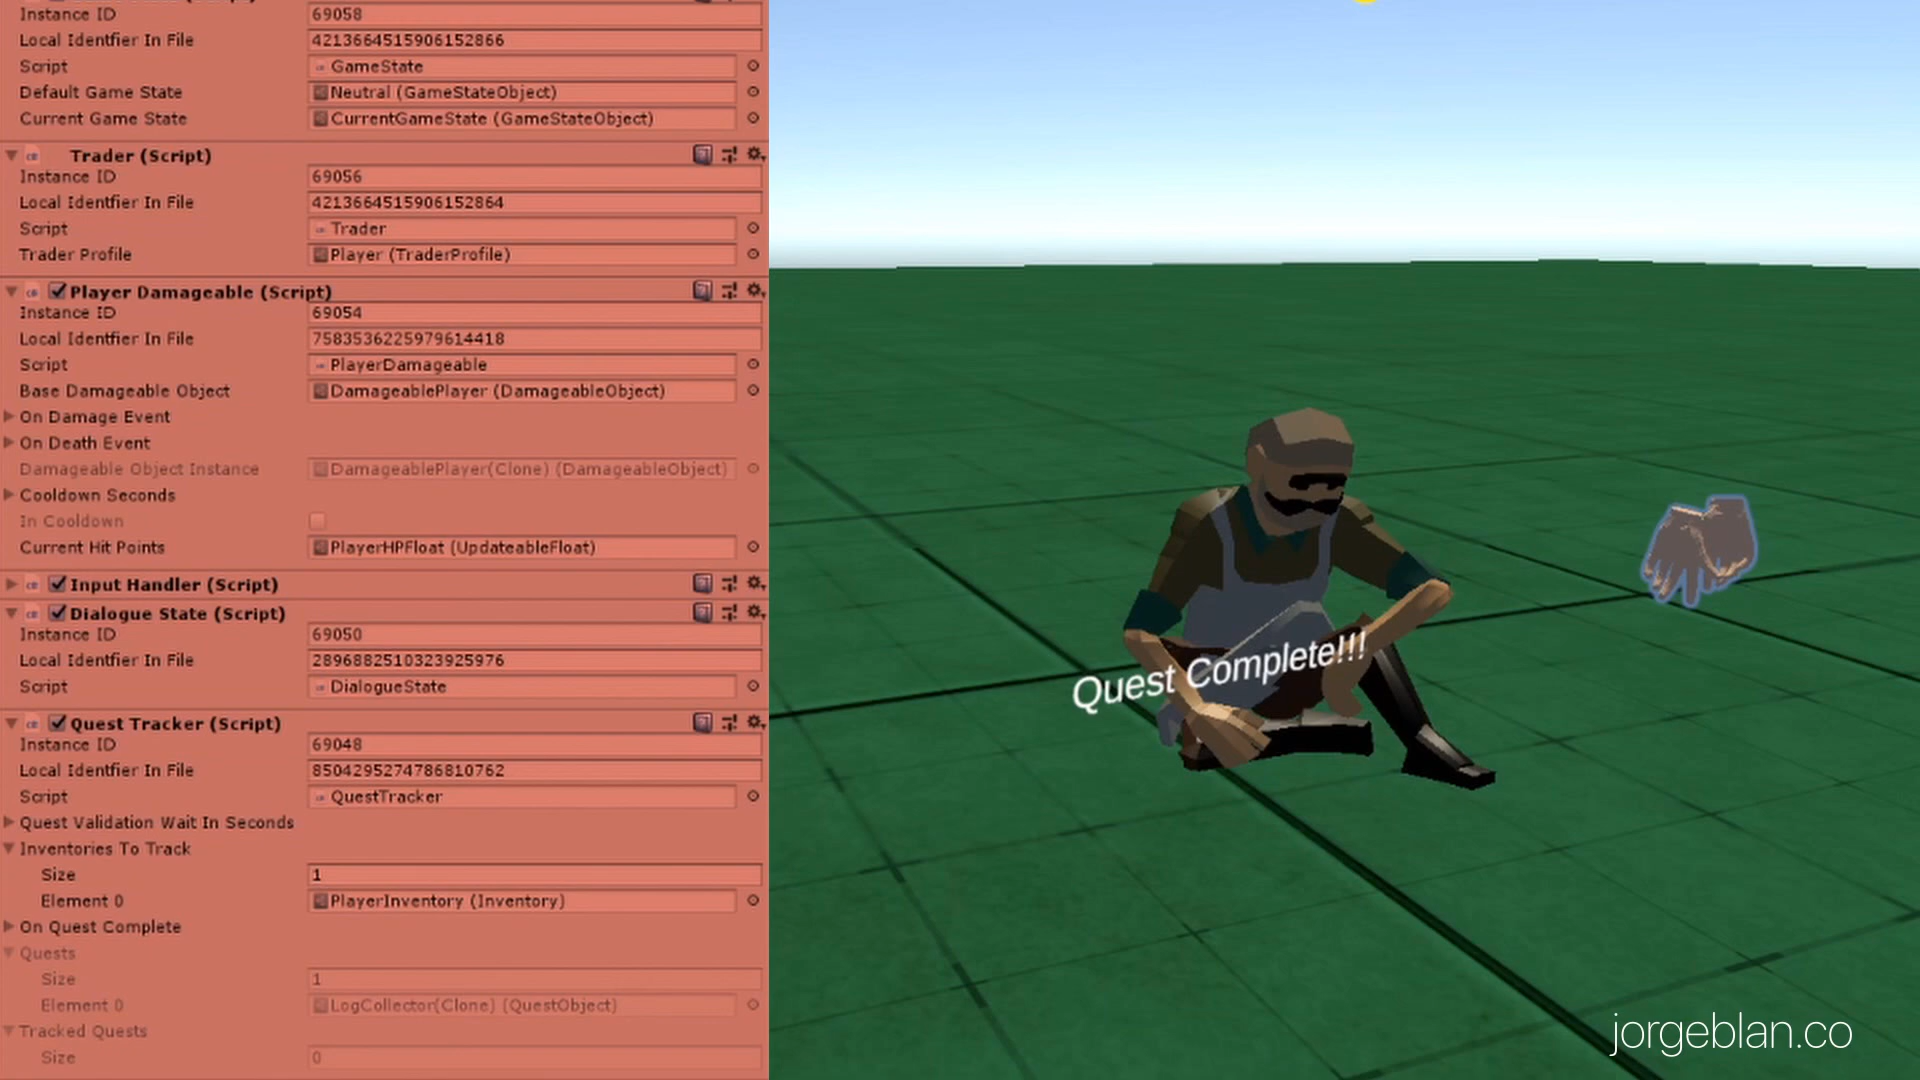 Instance ID 69058
Local Identfier In File 4213664515906152866
Script GameState
Default Game State Neutral (GameStateObject)
Current Game State CurrentGameState (GameStateObject)
Trader (Script)
Instance ID 69056
Local Identfier In File 4213664515906152864
Script Trader
Trader Profile Player (TraderProfile)
Player Damageable (Script)
Instance ID 69054
Local Identfier In File 7583536225979614418
Script PlayerDamageable
Base Damageable Object DamageablePlayer (DamageableObject)
On Damage Event
On Death Event
Damageable Object Instance DamageablePlayer(Clone) (DamageableObject)
Cooldown Seconds
In Cooldown
Current Hit Points PlayerHPFloat (UpdateableFloat)
Input Handler (Script)
Dialogue State (Script)
Instance ID 69050
Local Identfier In File 2896882510323925976
Script DialogueState
Quest Tracker (Script)
Instance ID 69048
Local Identfier In File 8504295274786810762
Script QuestTracker
Quest Validation Wait In Seconds
Inventories To Track
Size 1
Element 0 PlayerInventory (Inventory)
On Quest Complete
Quests
Size 1
Element 0 LogCollector(Clone) (QuestObject)
Tracked Quests
Size 0
Quest Complete!!!
jorgeblan.co